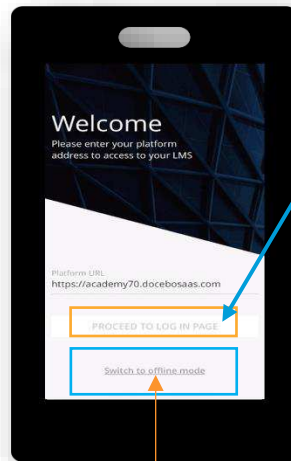 Welcome
Please enter your platform
address to access to your LMS
Platform URL
https://academy70.docebosaas.com
PROCEED TO LOG IN PAGE
Switch to offline mode